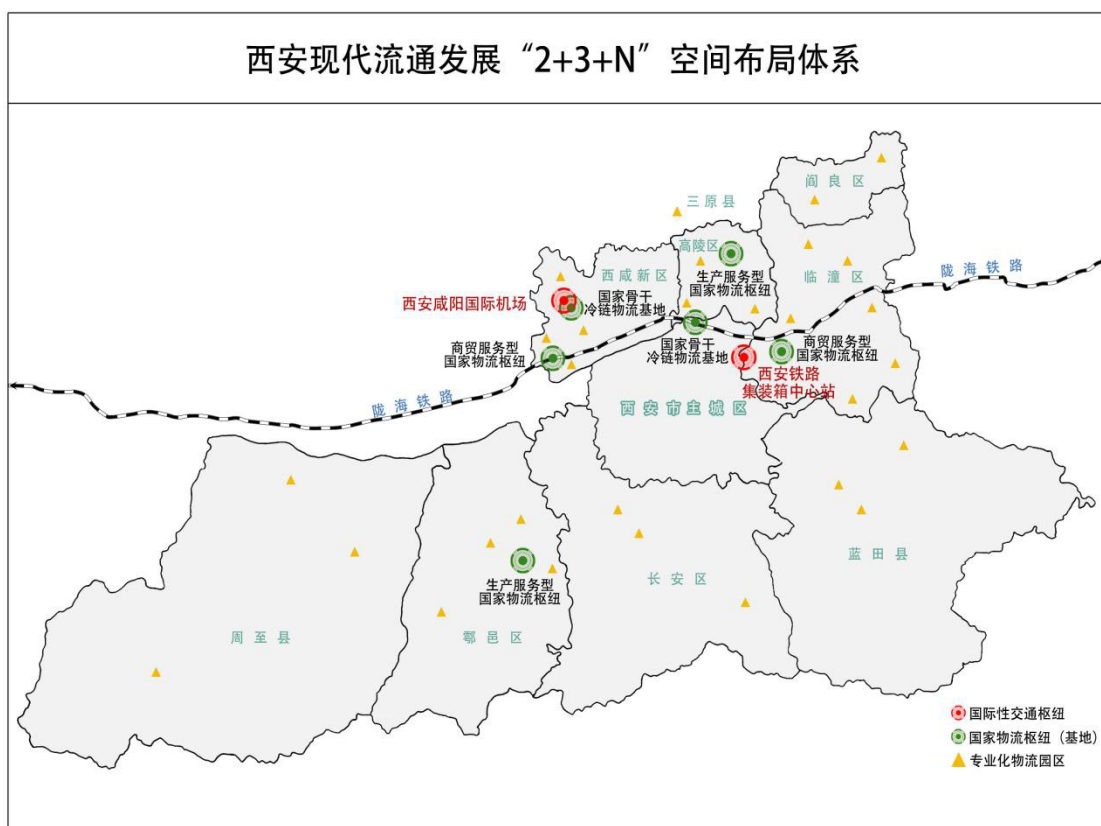 西安现代流通发展“2+3+N”空间布局体系
阎良区
三原县
高陵区
西咸新区
生产服务型
国家物流枢纽
临潼区
陇海铁路
西安咸阳国际机场
国家骨干
冷链物流基地
商贸服务型
国家物流枢纽
国家骨干
冷链物流基地
商贸服务型
国家物流枢纽
西安铁路
集装箱中心站
陇海铁路
西安市主城区
蓝田县
长安区
生产服务型
国家物流枢纽
周至县
鄠邑区
国际性交通枢纽
国家物流枢纽（基地）
专业化物流园区